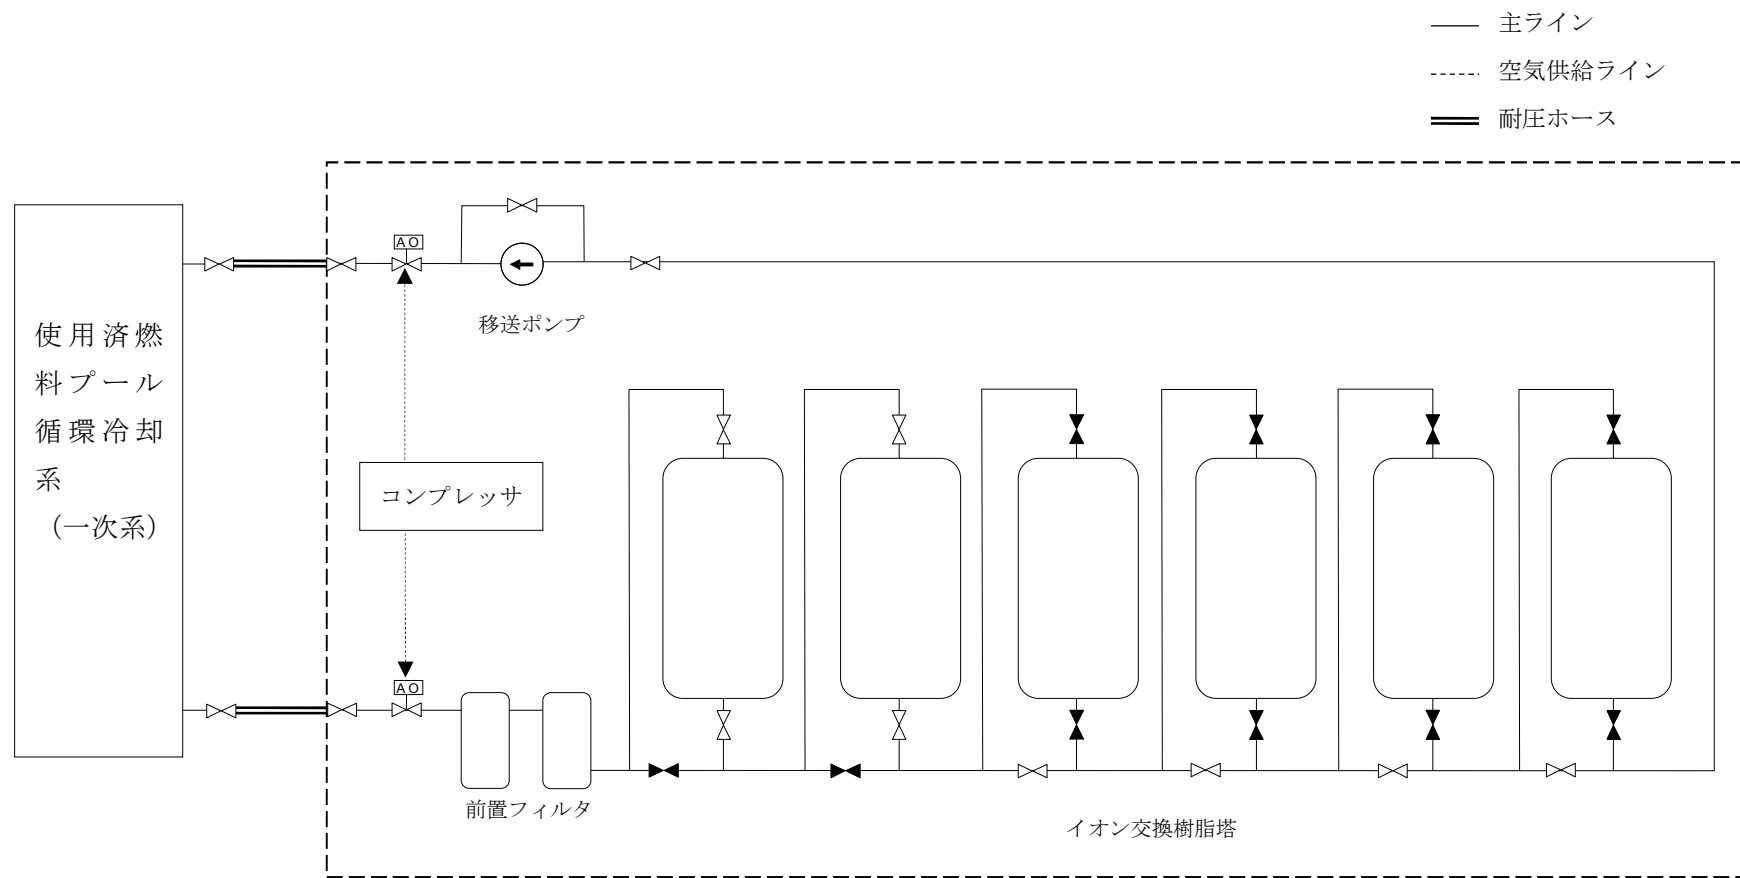 主ライン
空気供給ライン
耐圧ホース
AO
移送ポンプ
使用済燃
料プール
循環冷却
系
（一次系）
コンプレッサ
AO
前置フィルタ
イオン交換樹脂塔